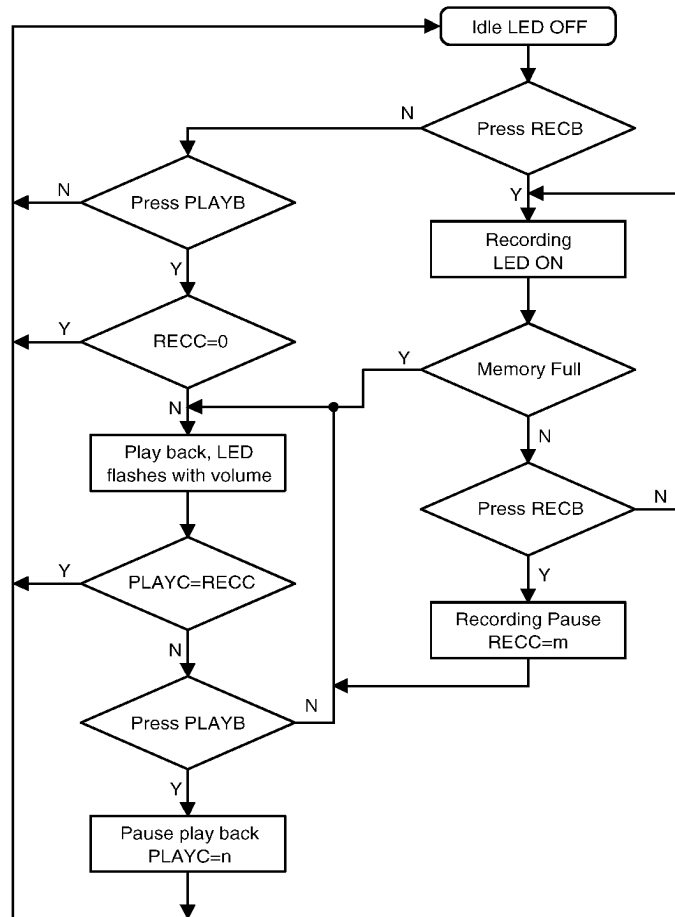 Idle LED OFF
Press RECB
N
Y
Press PLAYB
N
Y
Recording
LED ON
RECC=0
Y
N
Memory Full
Y
N
Play back, LED
flashes with volume
Press RECB
N
Y
PLAYC=RECC
Y
N
Recording Pause
RECC=m
Press PLAYB
N
Y
Pause play back
PLAYC=n